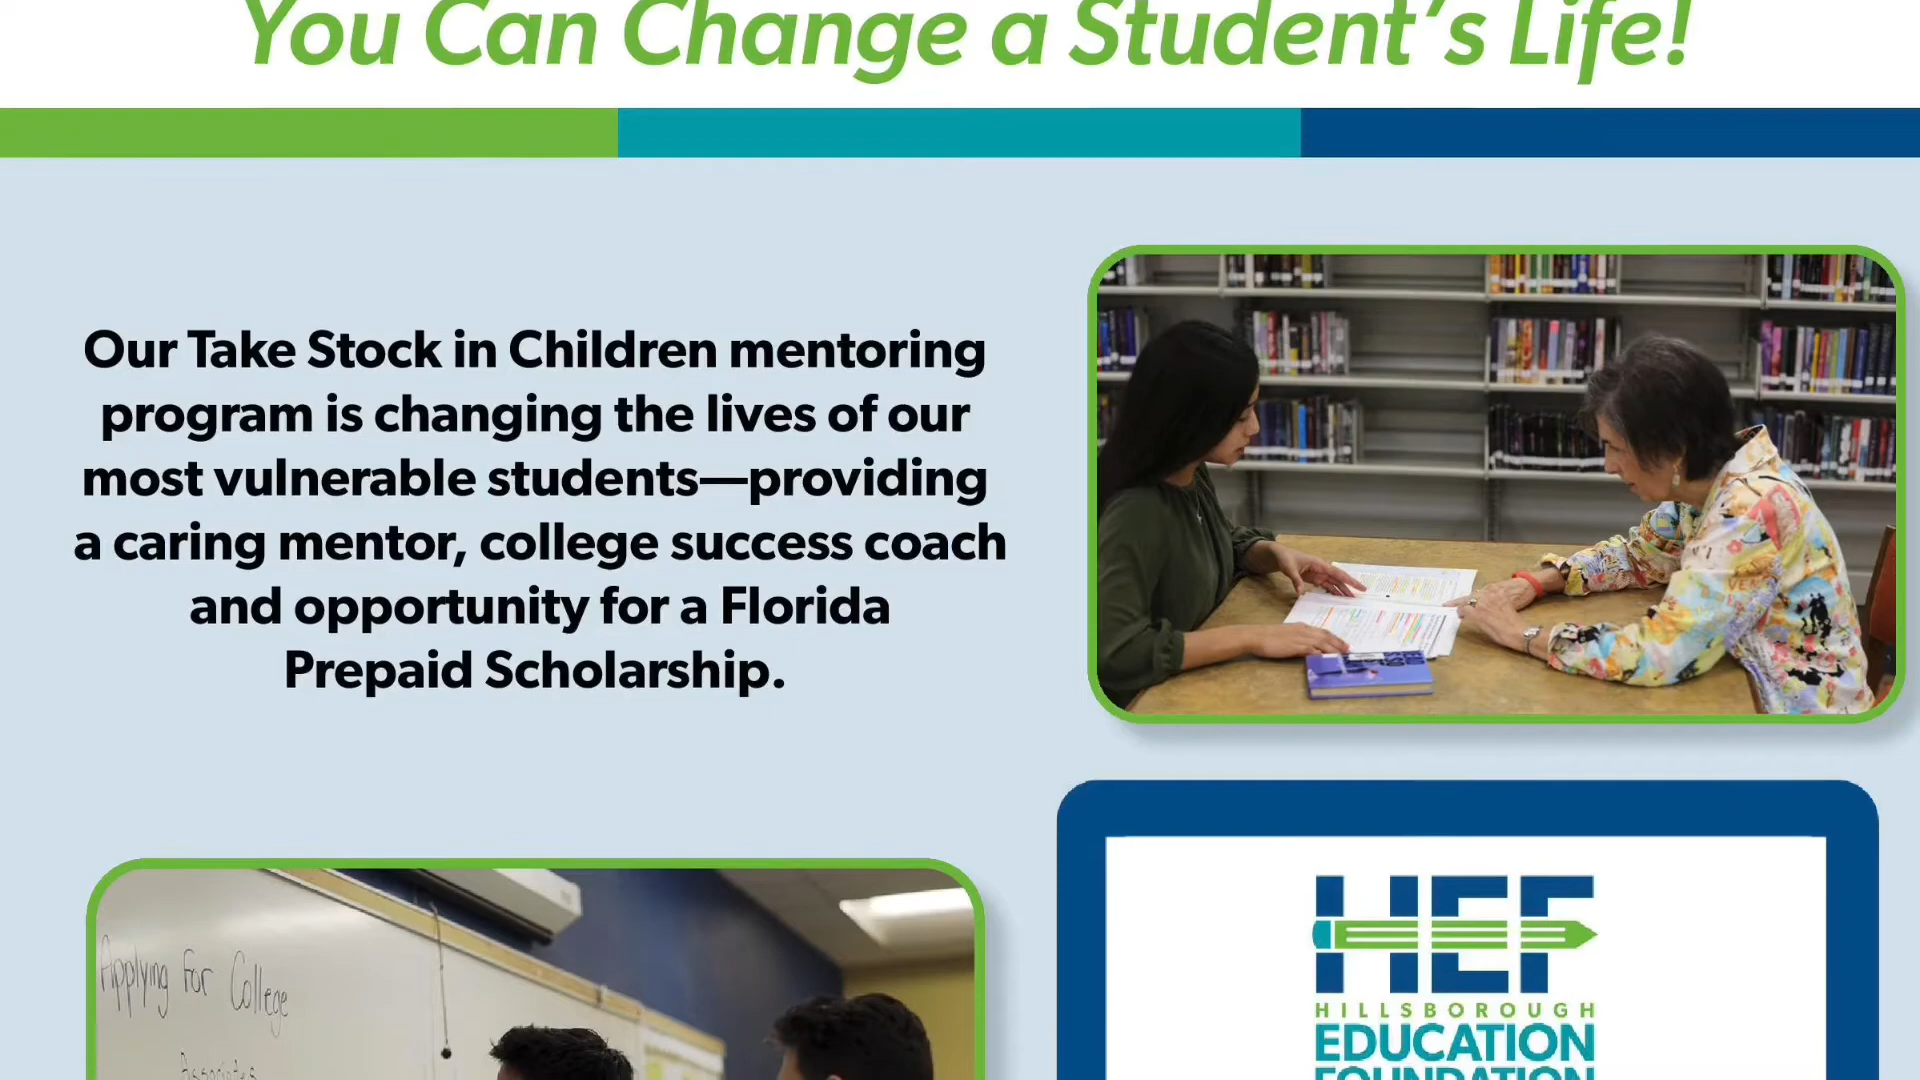 You Can Change a Student's Life!
Our Take Stock in Children mentoring
program is changing the lives of our
most vulnerable students—providing
a caring mentor, college success coach
and opportunity for a Florida
Prepaid Scholarship.
Applying For College
Associates
HEF
HILLSBOROUGH
EDUCATION
FOUNDATION